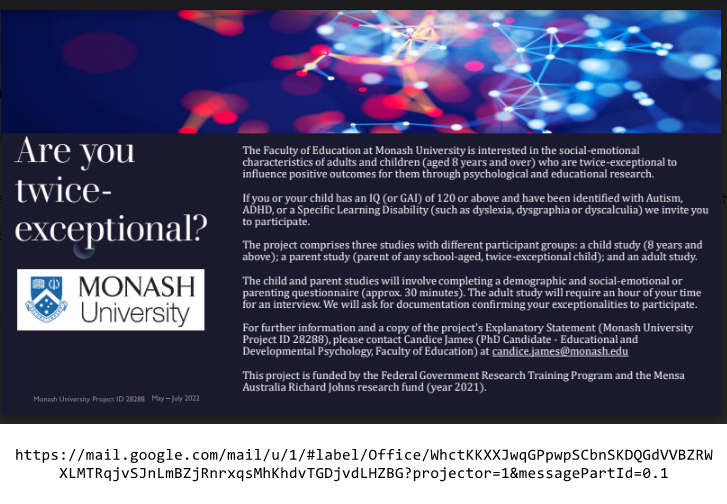 Are you
twice-
exceptional?
MONASH
University
Monash University Project ID 28288 May – July 2022
The Faculty of Education at Monash University is interested in the social-emotional
characteristics of adults and children (aged 8 years and over) who are twice-exceptional to
influence positive outcomes for them through psychological and educational research.
If you or your child has an IQ (or GAI) of 120 or above and have been identified with Autism,
ADHD, or a Specific Learning Disability (such as dyslexia, dysgraphia or dyscalculia) we invite you
to participate.
The project comprises three studies with different participant groups: a child study (8 years and
above); a parent study (parent of any school-aged, twice-exceptional child); and an adult study.
The child and parent studies will involve completing a demographic and social-emotional or
parenting questionnaire (approx. 30 minutes). The adult study will require an hour of your time
for an interview. We will ask for documentation confirming your exceptionalities to participate.
For further information and a copy of the project's Explanatory Statement (Monash University
Project ID 28288), please contact Candice James (PhD Candidate - Educational and
Developmental Psychology, Faculty of Education) at candice.james@monash.edu
This project is funded by the Federal Government Research Training Program and the Mensa
Australia Richard Johns research fund (year 2021).
https://mail.google.com/mail/u/1/#label/Office/WhctKKXXJwqGPpwpSCbnSKDQGdVVBZRW
XLMTRqjvSJnLmBZjRnrxqsMhKhdvTGDjvdLHZBG?projector=1&messagePartId=0.1